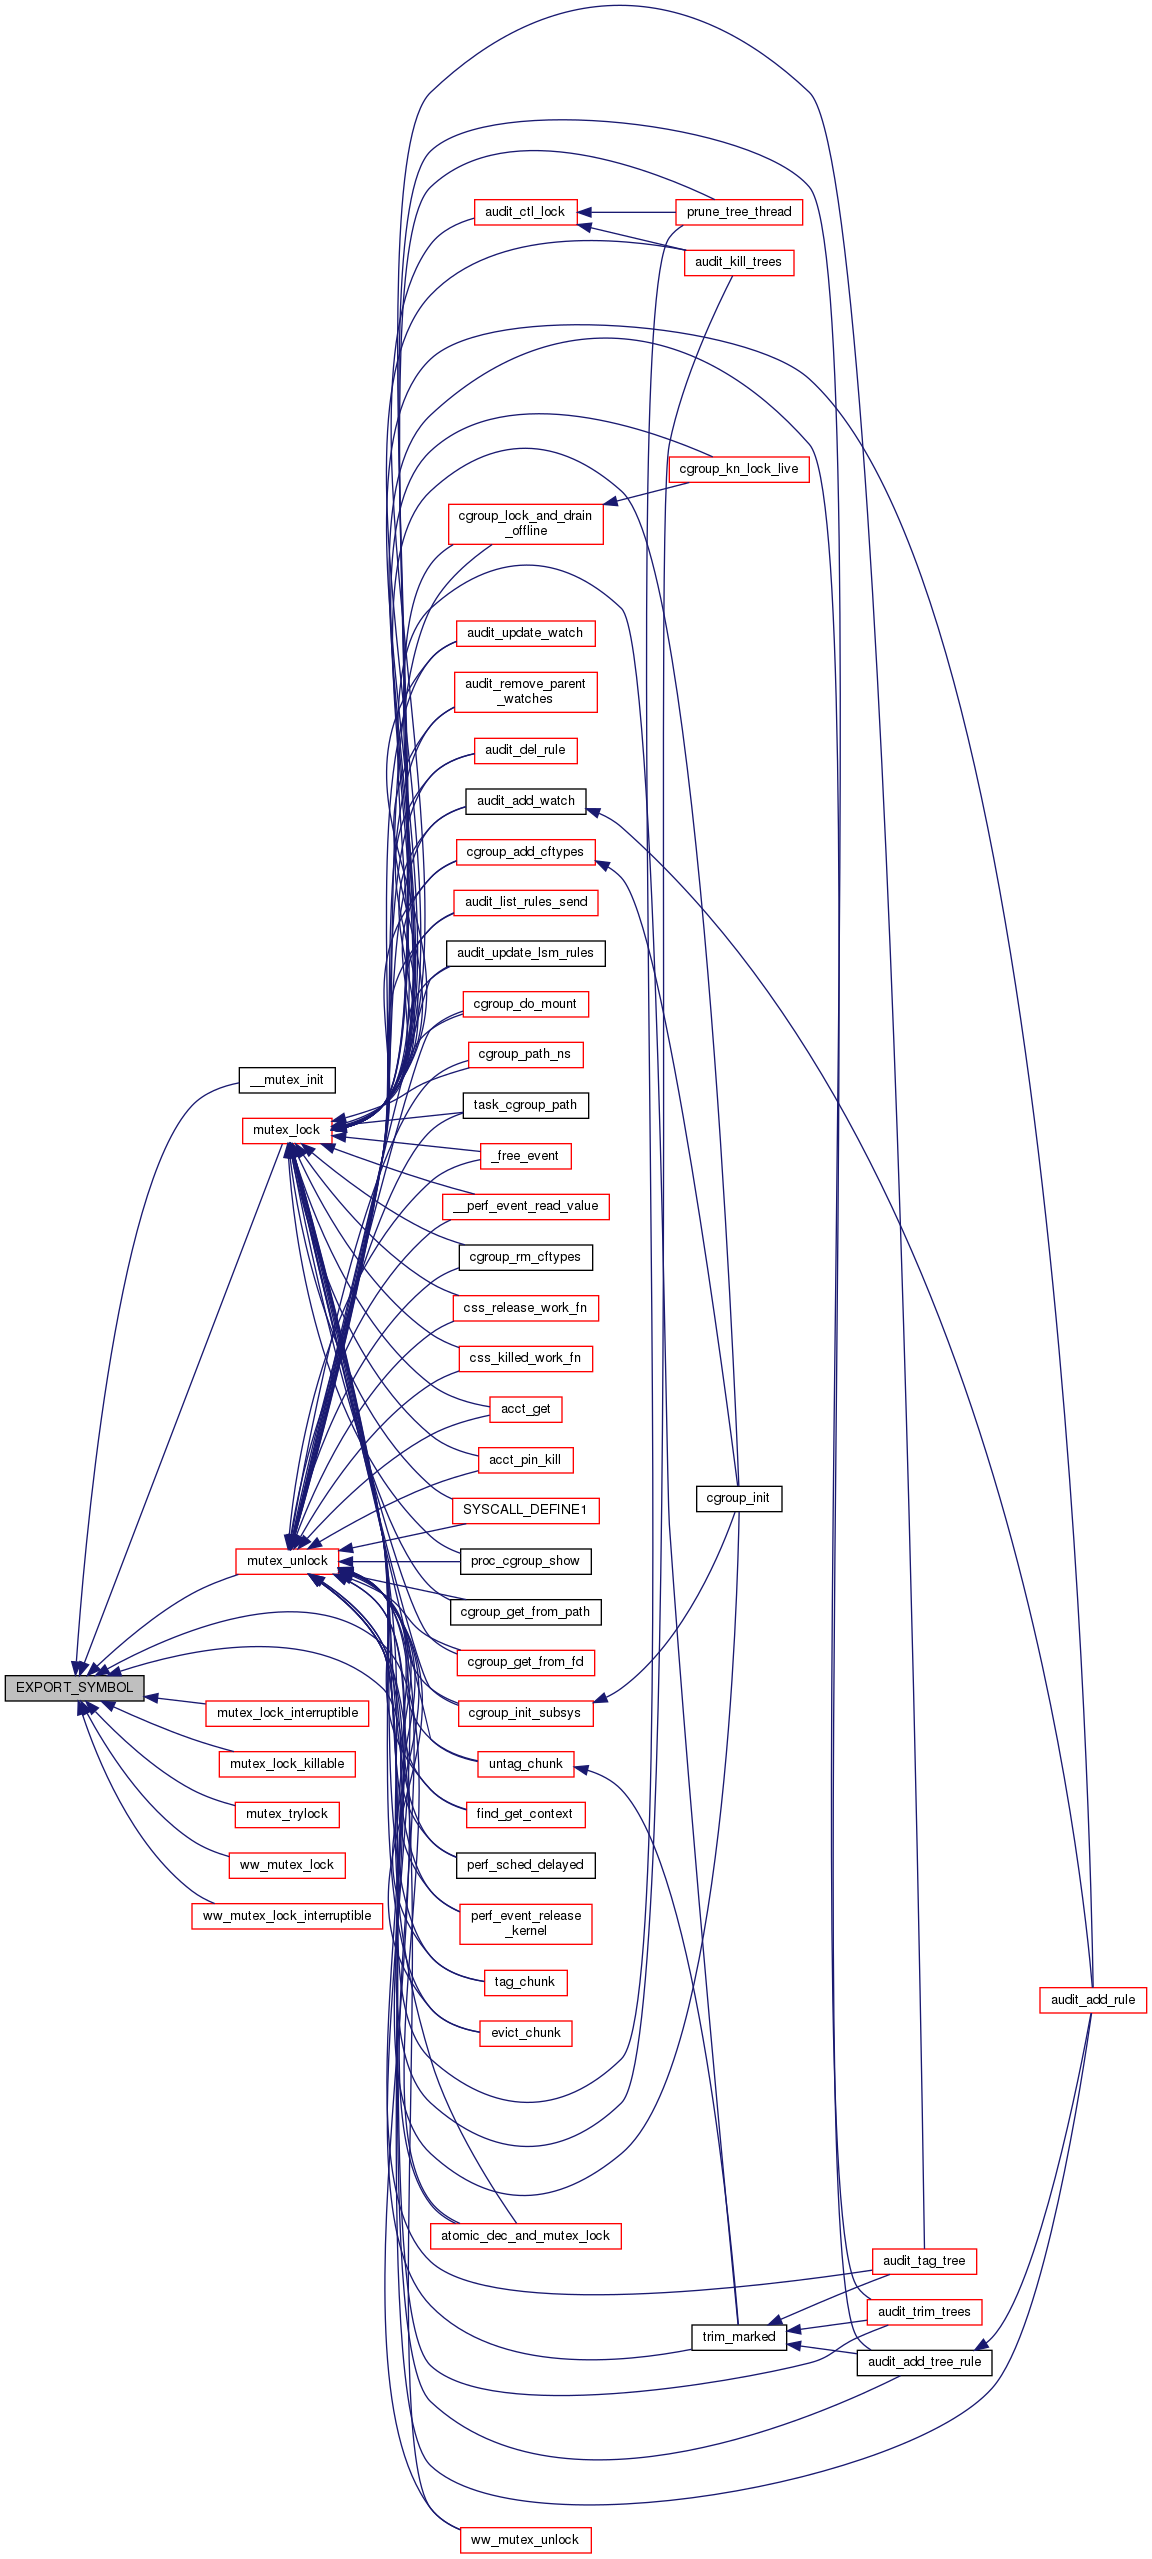 audit_ctl_lock
prune_tree_thread
audit_kill_trees
cgroup_kn_lock_live
cgroup_lock_and_drain
_offline
audit_update_watch
audit_remove_parent
_watches
audit_del_rule
audit_add_watch
cgroup_add_cftypes
audit_list_rules_send
audit_update_lsm_rules
cgroup_do_mount
cgroup_path_ns
__mutex_init
task_cgroup_path
mutex_lock
_free_event
__perf_event_read_value
cgroup_rm_cftypes
css_release_work_fn
css_killed_work_fn
acct_get
acct_pin_kill
cgroup_init
SYSCALL_DEFINE1
mutex_unlock
proc_cgroup_show
cgroup_get_from_path
cgroup_get_from_fd
EXPORT_SYMBOL
mutex_lock_interruptible
cgroup_init_subsys
mutex_lock_killable
untag_chunk
mutex_trylock
find_get_context
ww_mutex_lock
perf_sched_delayed
ww_mutex_lock_interruptible
perf_event_release
_kernel
tag_chunk
audit_add_rule
evict_chunk
atomic_dec_and_mutex_lock
audit_tag_tree
audit_trim_trees
trim_marked
audit_add_tree_rule
ww_mutex_unlock